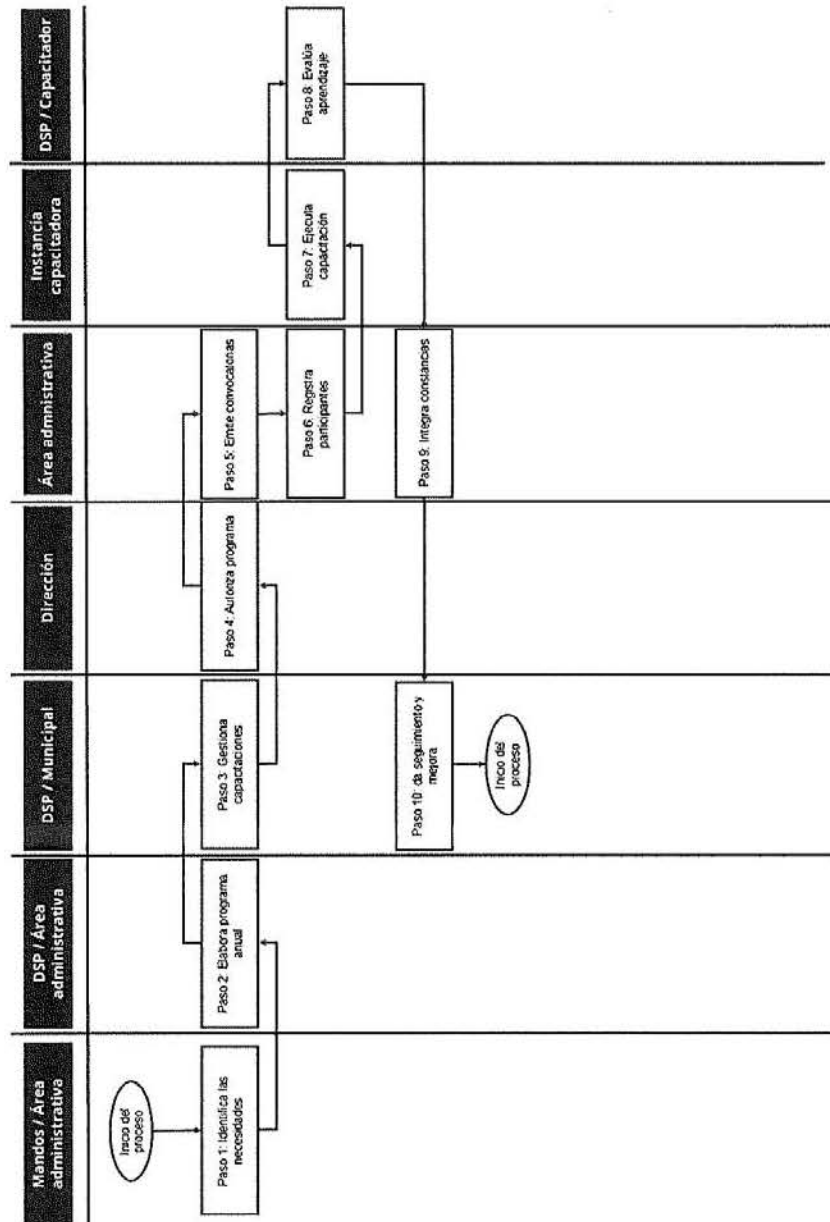 Mandos / Área
administrativa
DSP / Área
administrativa
DSP / Municipal
Dirección
Área admnistrativa
Instancia
capacitadora
DSP / Capacitador
Inicio del
proceso
Paso 1: Identifica las
necesidades
Paso 2: Elabora programa
anual
Paso 3: Gestiona
capacitaciones
Paso 4: Autoriza programa
Paso 5: Emite convocatorias
Paso 6: Registra
participantes
Paso 7: Ejecuta
capacitación
Paso 8: Evalúa
aprendizaje
Paso 9: Integra constancias
Paso 10: da seguimiento y
mejora
Inicio del
proceso